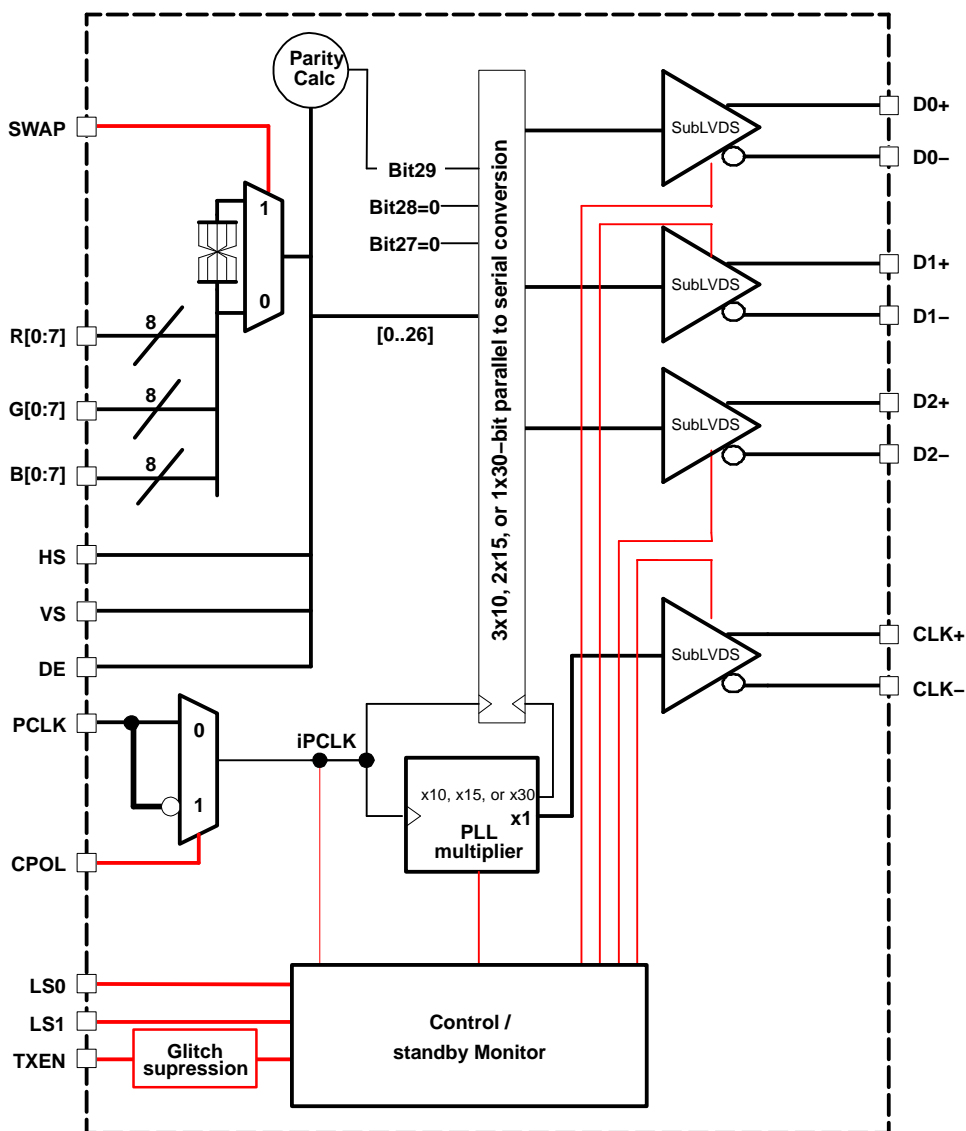 Parity
Calc
SWAP
1
0
Bit29
Bit28=0
Bit27=0
[0..26]
R[0:7]
8
G[0:7]
8
B[0:7]
8
HS
VS
DE
PCLK
0
1
CPOL
iPCLK
3x10, 2x15, or 1x30−bit parallel to serial conversion
x10, x15, or x30
x1
PLL
multiplier
SubLVDS
D0+
D0−
SubLVDS
D1+
D1−
SubLVDS
D2+
D2−
SubLVDS
CLK+
CLK−
LS0
LS1
TXEN
Glitch
supression
Control /
standby Monitor